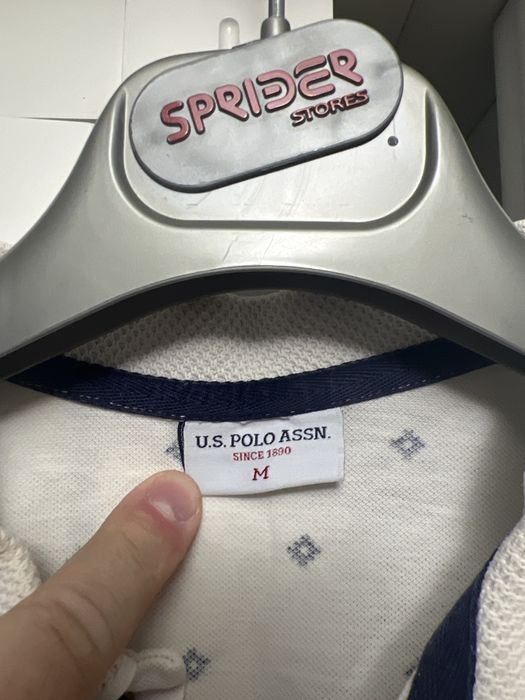 SPRIDER
STORES
U.S. POLO ASSN.
SINCE 1890
M